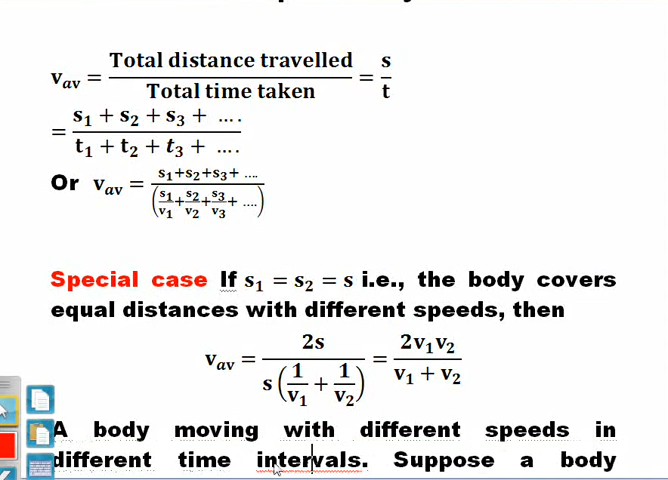 v_av = Total distance travelled / Total time taken = s / t
= s₁ + s₂ + s₃ + .... / t₁ + t₂ + t₃ + ....
Or v_av = s₁+s₂+s₃+ .... / (s₁/v₁ + s₂/v₂ + s₃/v₃ + ....)
Special case If s₁ = s₂ = s i.e., the body covers
equal distances with different speeds, then
v_av = 2s / s(1/v₁ + 1/v₂) = 2v₁v₂ / v₁ + v₂
A body moving with different speeds in
different time intervals. Suppose a body